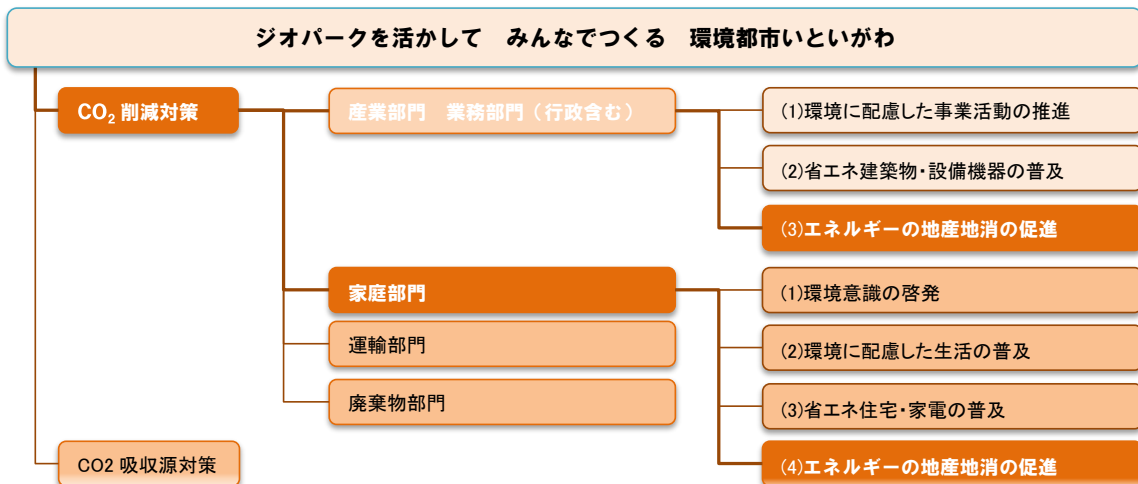 ジオパークを活かして　みんなでつくる　環境都市いといがわ
CO₂ 削減対策
産業部門　業務部門（行政含む）
(1)環境に配慮した事業活動の推進
(2)省エネ建築物・設備機器の普及
(3)エネルギーの地産地消の促進
家庭部門
(1)環境意識の啓発
(2)環境に配慮した生活の普及
(3)省エネ住宅・家電の普及
(4)エネルギーの地産地消の促進
運輸部門
廃棄物部門
CO2 吸収源対策